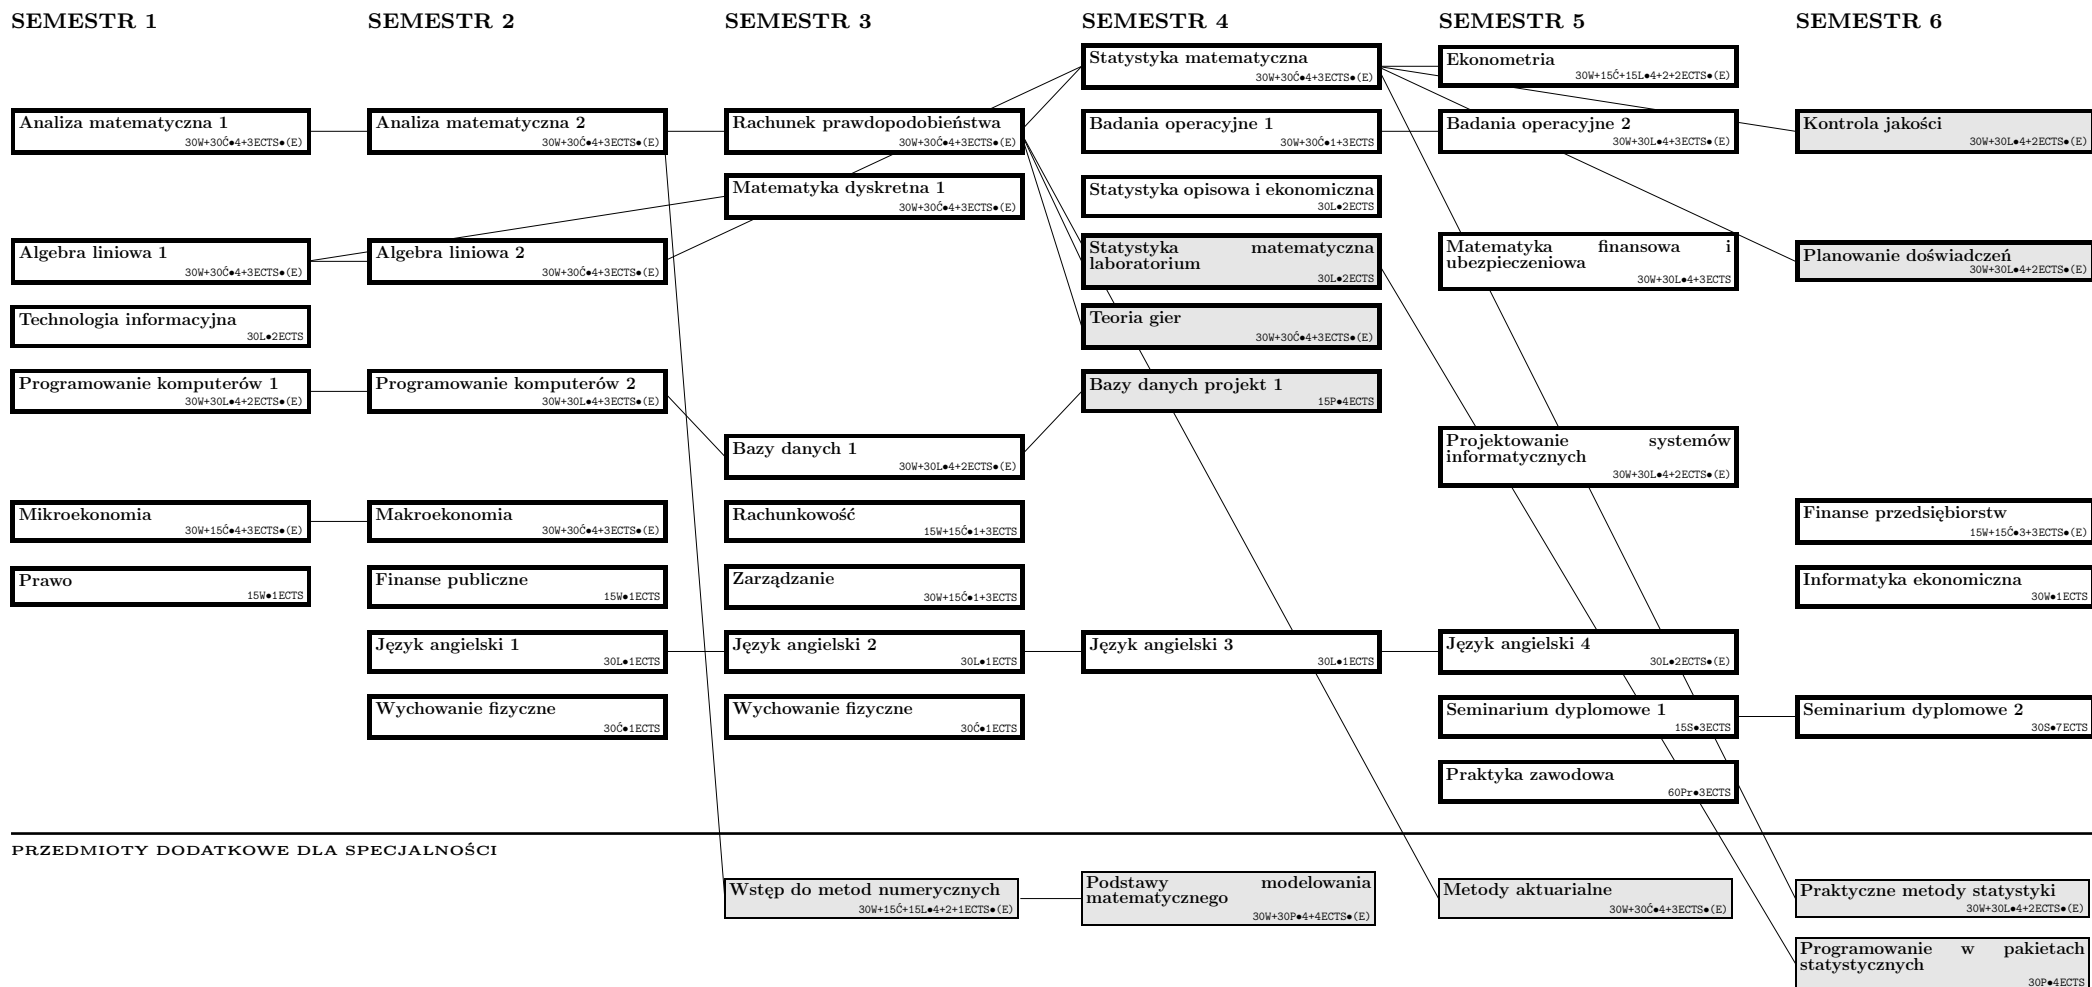 SEMESTR 1
SEMESTR 2
SEMESTR 3
SEMESTR 4
SEMESTR 5
SEMESTR 6
Analiza matematyczna 1
30W+30Ć●4+3ECTS●(E)
Algebra liniowa 1
30W+30Ć●4+3ECTS●(E)
Technologia informacyjna
30L●2ECTS
Programowanie komputerów 1
30W+30L●4+2ECTS●(E)
Mikroekonomia
30W+15Ć●4+3ECTS●(E)
Prawo
15W●1ECTS
Analiza matematyczna 2
30W+30Ć●4+3ECTS●(E)
Algebra liniowa 2
30W+30Ć●4+3ECTS●(E)
Programowanie komputerów 2
30W+30L●4+3ECTS●(E)
Makroekonomia
30W+30Ć●4+3ECTS●(E)
Finanse publiczne
15W●1ECTS
Język angielski 1
30L●1ECTS
Wychowanie fizyczne
30Ć●1ECTS
Rachunek prawdopodobieństwa
30W+30Ć●4+3ECTS●(E)
Matematyka dyskretna 1
30W+30Ć●4+3ECTS●(E)
Bazy danych 1
30W+30L●4+2ECTS●(E)
Rachunkowość
15W+15Ć●1+3ECTS
Zarządzanie
30W+15Ć●1+3ECTS
Język angielski 2
30L●1ECTS
Wychowanie fizyczne
30Ć●1ECTS
Statystyka matematyczna
30W+30Ć●4+3ECTS●(E)
Badania operacyjne 1
30W+30Ć●1+3ECTS
Statystyka opisowa i ekonomiczna
30L●2ECTS
Statystyka matematyczna
laboratorium
30L●2ECTS
Teoria gier
30W+30Ć●4+3ECTS●(E)
Bazy danych projekt 1
15P●4ECTS
Język angielski 3
30L●1ECTS
Ekonometria
30W+15Ć+15L●4+2+2ECTS●(E)
Badania operacyjne 2
30W+30L●4+3ECTS●(E)
Matematyka finansowa i
ubezpieczeniowa
30W+30L●4+3ECTS
Projektowanie systemów
informatycznych
30W+30L●4+2ECTS●(E)
Język angielski 4
30L●2ECTS●(E)
Seminarium dyplomowe 1
15S●3ECTS
Praktyka zawodowa
60Pr●3ECTS
Kontrola jakości
30W+30L●4+2ECTS●(E)
Planowanie doświadczeń
30W+30L●4+2ECTS●(E)
Finanse przedsiębiorstw
15W+15Ć●3+3ECTS●(E)
Informatyka ekonomiczna
30W●1ECTS
Seminarium dyplomowe 2
30S●7ECTS
PRZEDMIOTY DODATKOWE DLA SPECJALNOŚCI
Wstęp do metod numerycznych
30W+15Ć+15L●4+2+1ECTS●(E)
Podstawy modelowania
matematycznego
30W+30P●4+4ECTS●(E)
Metody aktuarialne
30W+30Ć●4+3ECTS●(E)
Praktyczne metody statystyki
30W+30L●4+2ECTS●(E)
Programowanie w pakietach
statystycznych
30P●4ECTS